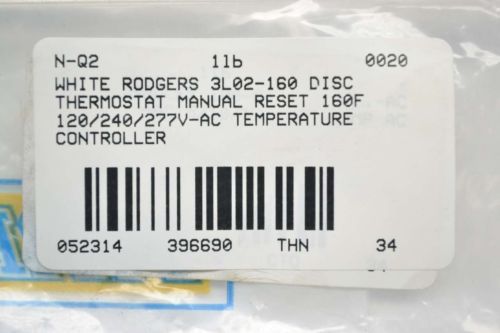 N-Q2 1lb 0020
WHITE RODGERS 3L02-160 DISC
THERMOSTAT MANUAL RESET 160F
120/240/277V-AC TEMPERATURE
CONTROLLER
052314 396690 THN 34